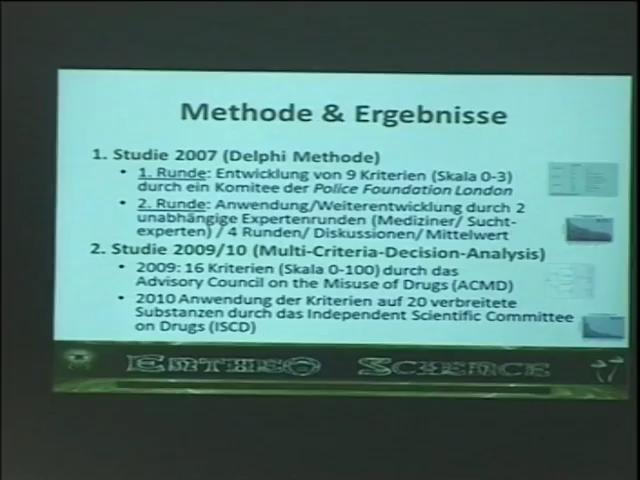 Methode & Ergebnisse
1. Studie 2007 (Delphi Methode)
• 1. Runde: Entwicklung von 9 Kriterien (Skala 0-3)
durch ein Komitee der Police Foundation London
• 2. Runde: Anwendung/Weiterentwicklung durch 2
unabhängige Expertenrunden (Mediziner/ Sucht-
experten) / 4 Runden/ Diskussionen/ Mittelwert
2. Studie 2009/10 (Multi-Criteria-Decision-Analysis)
• 2009: 16 Kriterien (Skala 0-100) durch das
Advisory Council on the Misuse of Drugs (ACMD)
• 2010 Anwendung der Kriterien auf 20 verbreitete
Substanzen durch das Independent Scientific Committee
on Drugs (ISCD)
Entheo Science